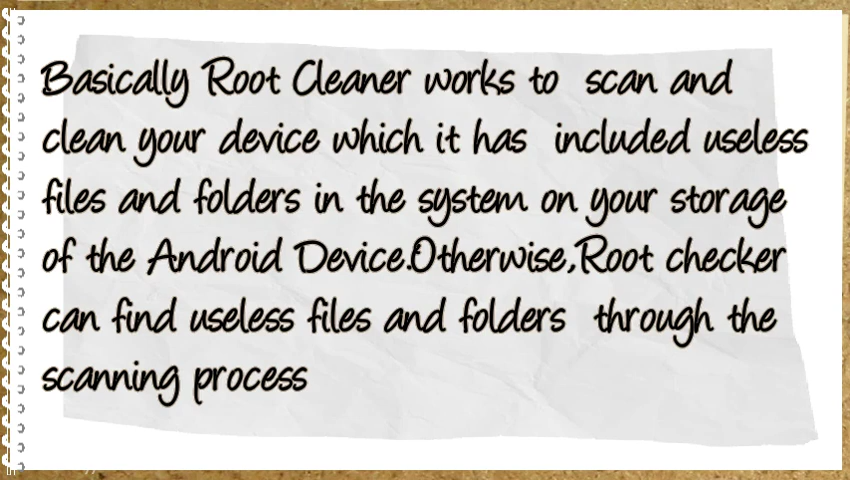 Basically Root Cleaner works to scan and
clean your device which it has included useless
files and folders in the system on your storage
of the Android Device.Otherwise,Root checker
can find useless files and folders through the
scanning process